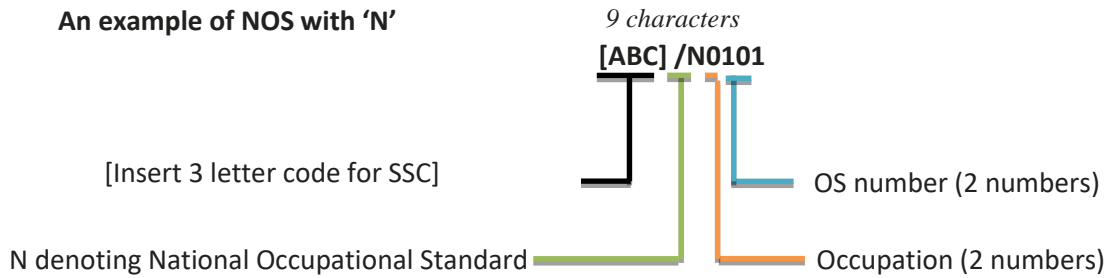 An example of NOS with ‘N’
9 characters
[ABC] /N0101
[Insert 3 letter code for SSC]
OS number (2 numbers)
N denoting National Occupational Standard
Occupation (2 numbers)